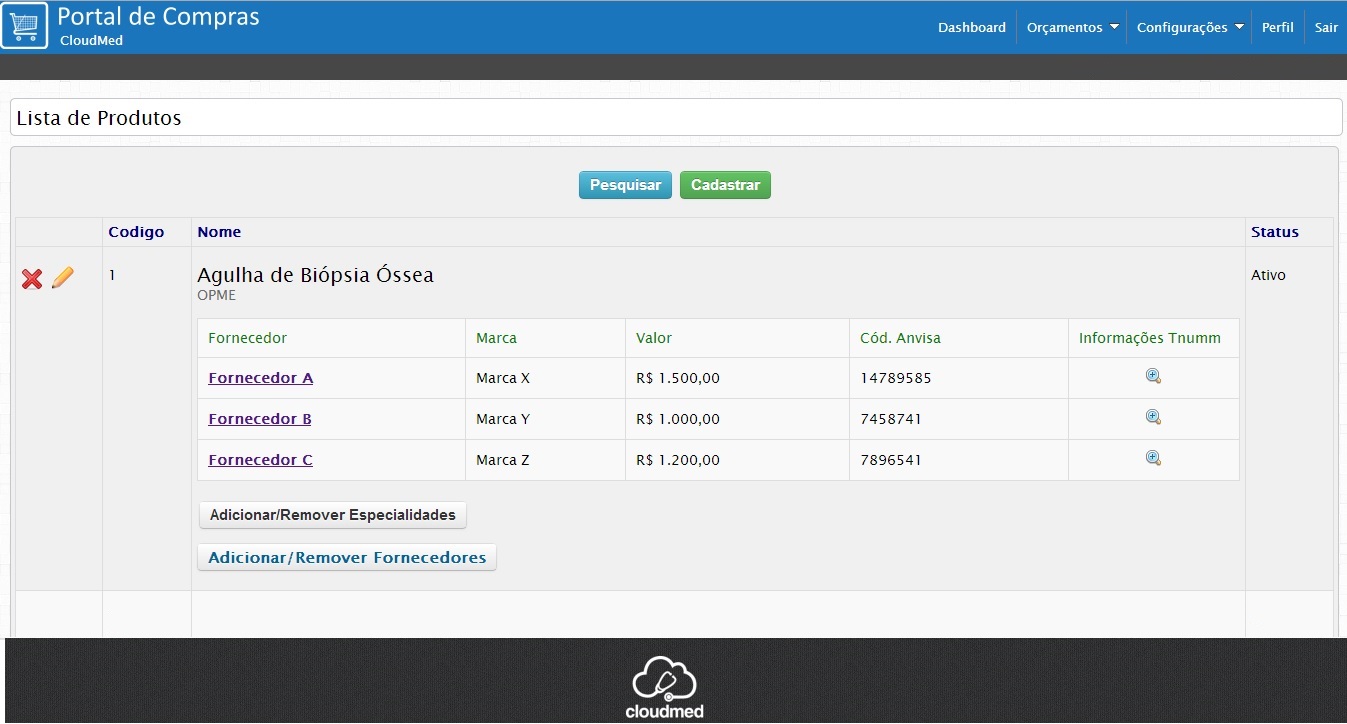 Portal de Compras
CloudMed
Dashboard Orçamentos Configurações Perfil Sair
Lista de Produtos
Pesquisar Cadastrar
Codigo Nome Status
1 Agulha de Biópsia Óssea Ativo
OPME
Fornecedor Marca Valor Cód. Anvisa Informações Tnumm
Fornecedor A Marca X R$ 1.500,00 14789585
Fornecedor B Marca Y R$ 1.000,00 7458741
Fornecedor C Marca Z R$ 1.200,00 7896541
Adicionar/Remover Especialidades
Adicionar/Remover Fornecedores
cloudmed